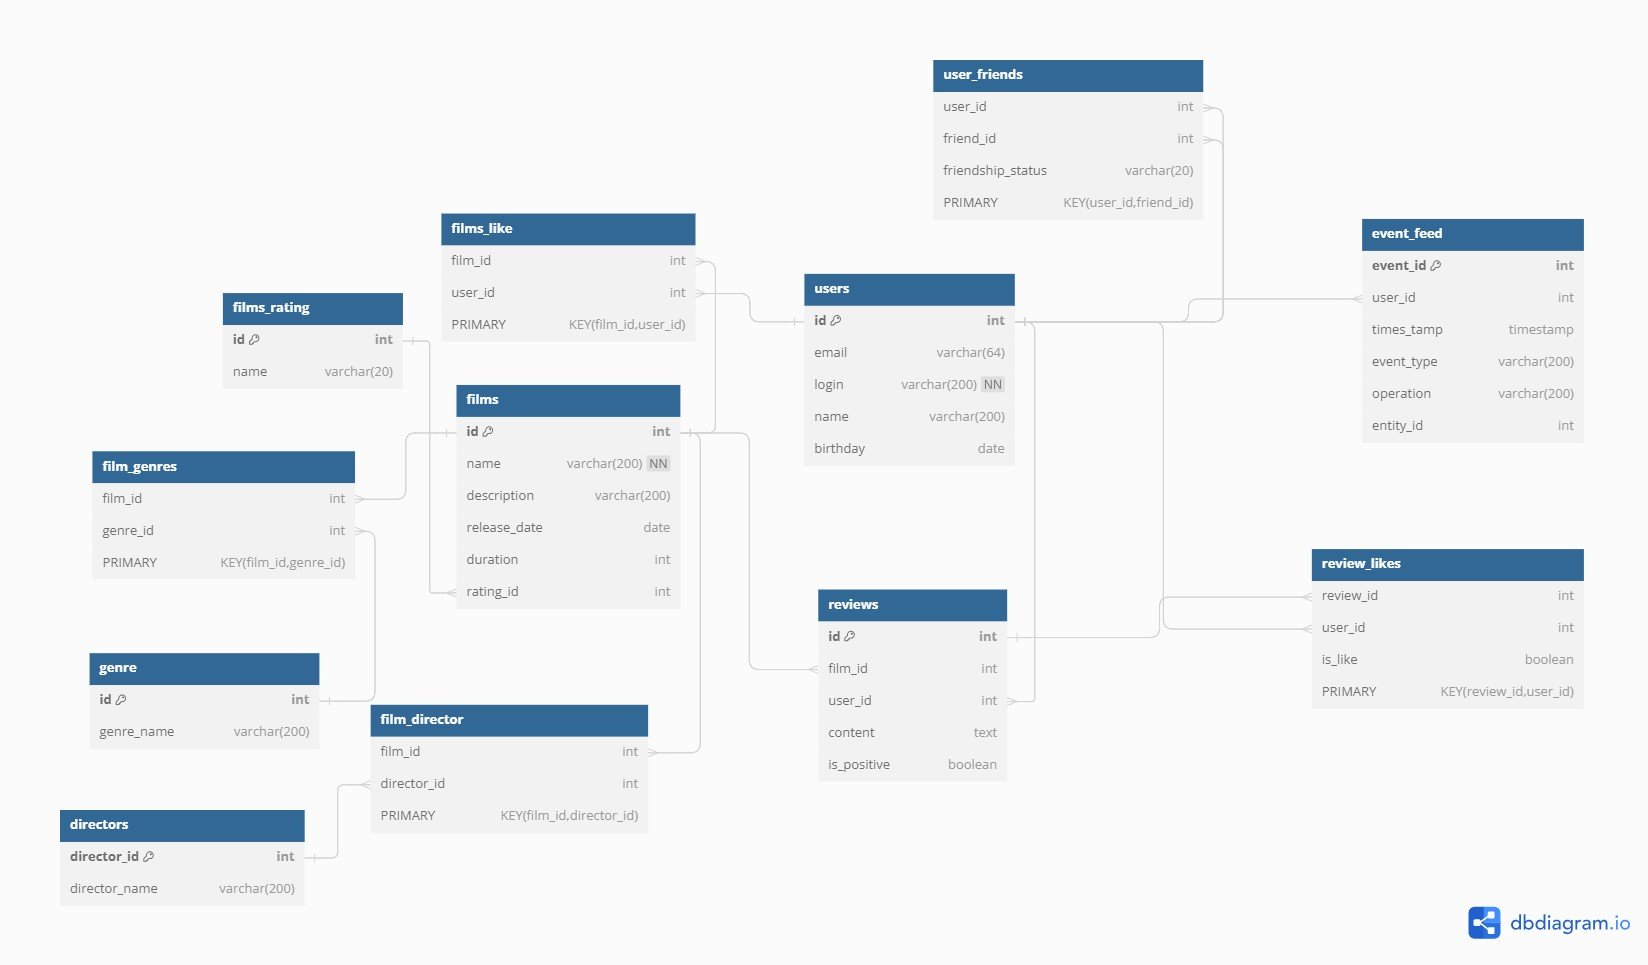 user_friends
user_id int
friend_id int
friendship_status varchar(20)
PRIMARY KEY(user_id,friend_id)
films_like
film_id int
user_id int
PRIMARY KEY(film_id,user_id)
event_feed
event_id int
user_id int
times_tamp timestamp
event_type varchar(200)
operation varchar(200)
entity_id int
users
id int
email varchar(64)
login varchar(200) NN
name varchar(200)
birthday date
films_rating
id int
name varchar(20)
films
id int
name varchar(200) NN
description varchar(200)
release_date date
duration int
rating_id int
film_genres
film_id int
genre_id int
PRIMARY KEY(film_id,genre_id)
review_likes
review_id int
user_id int
is_like boolean
PRIMARY KEY(review_id,user_id)
reviews
id int
film_id int
user_id int
content text
is_positive boolean
genre
id int
genre_name varchar(200)
film_director
film_id int
director_id int
PRIMARY KEY(film_id,director_id)
directors
director_id int
director_name varchar(200)
dbdiagram.io